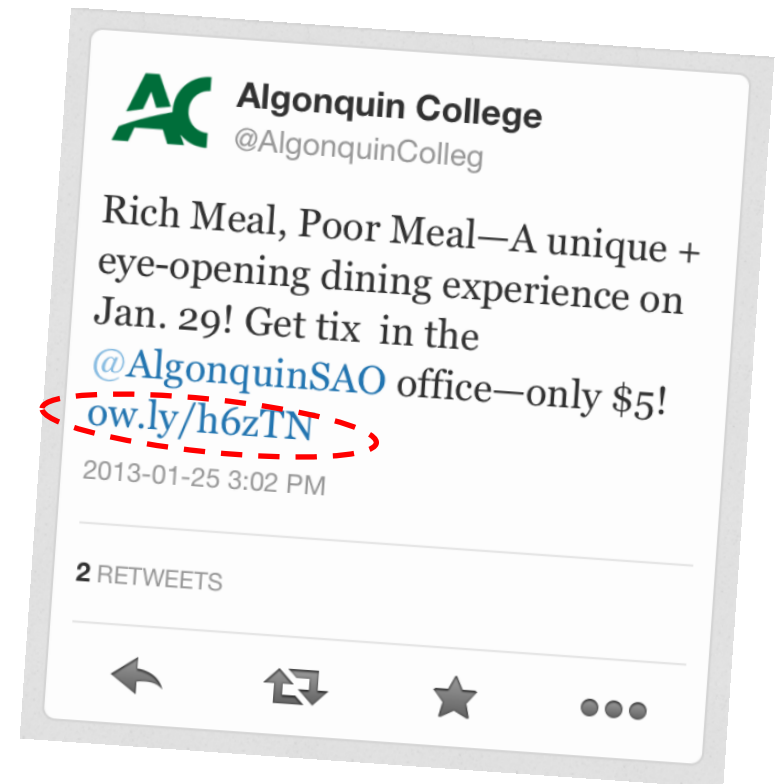 AC
Algonquin College
@AlgonquinColleg
Rich Meal, Poor Meal—A unique +
eye-opening dining experience on
Jan. 29! Get tix in the
@AlgonquinSAO office—only $5!
ow.ly/h6zTN
2013-01-25 3:02 PM
2 RETWEETS